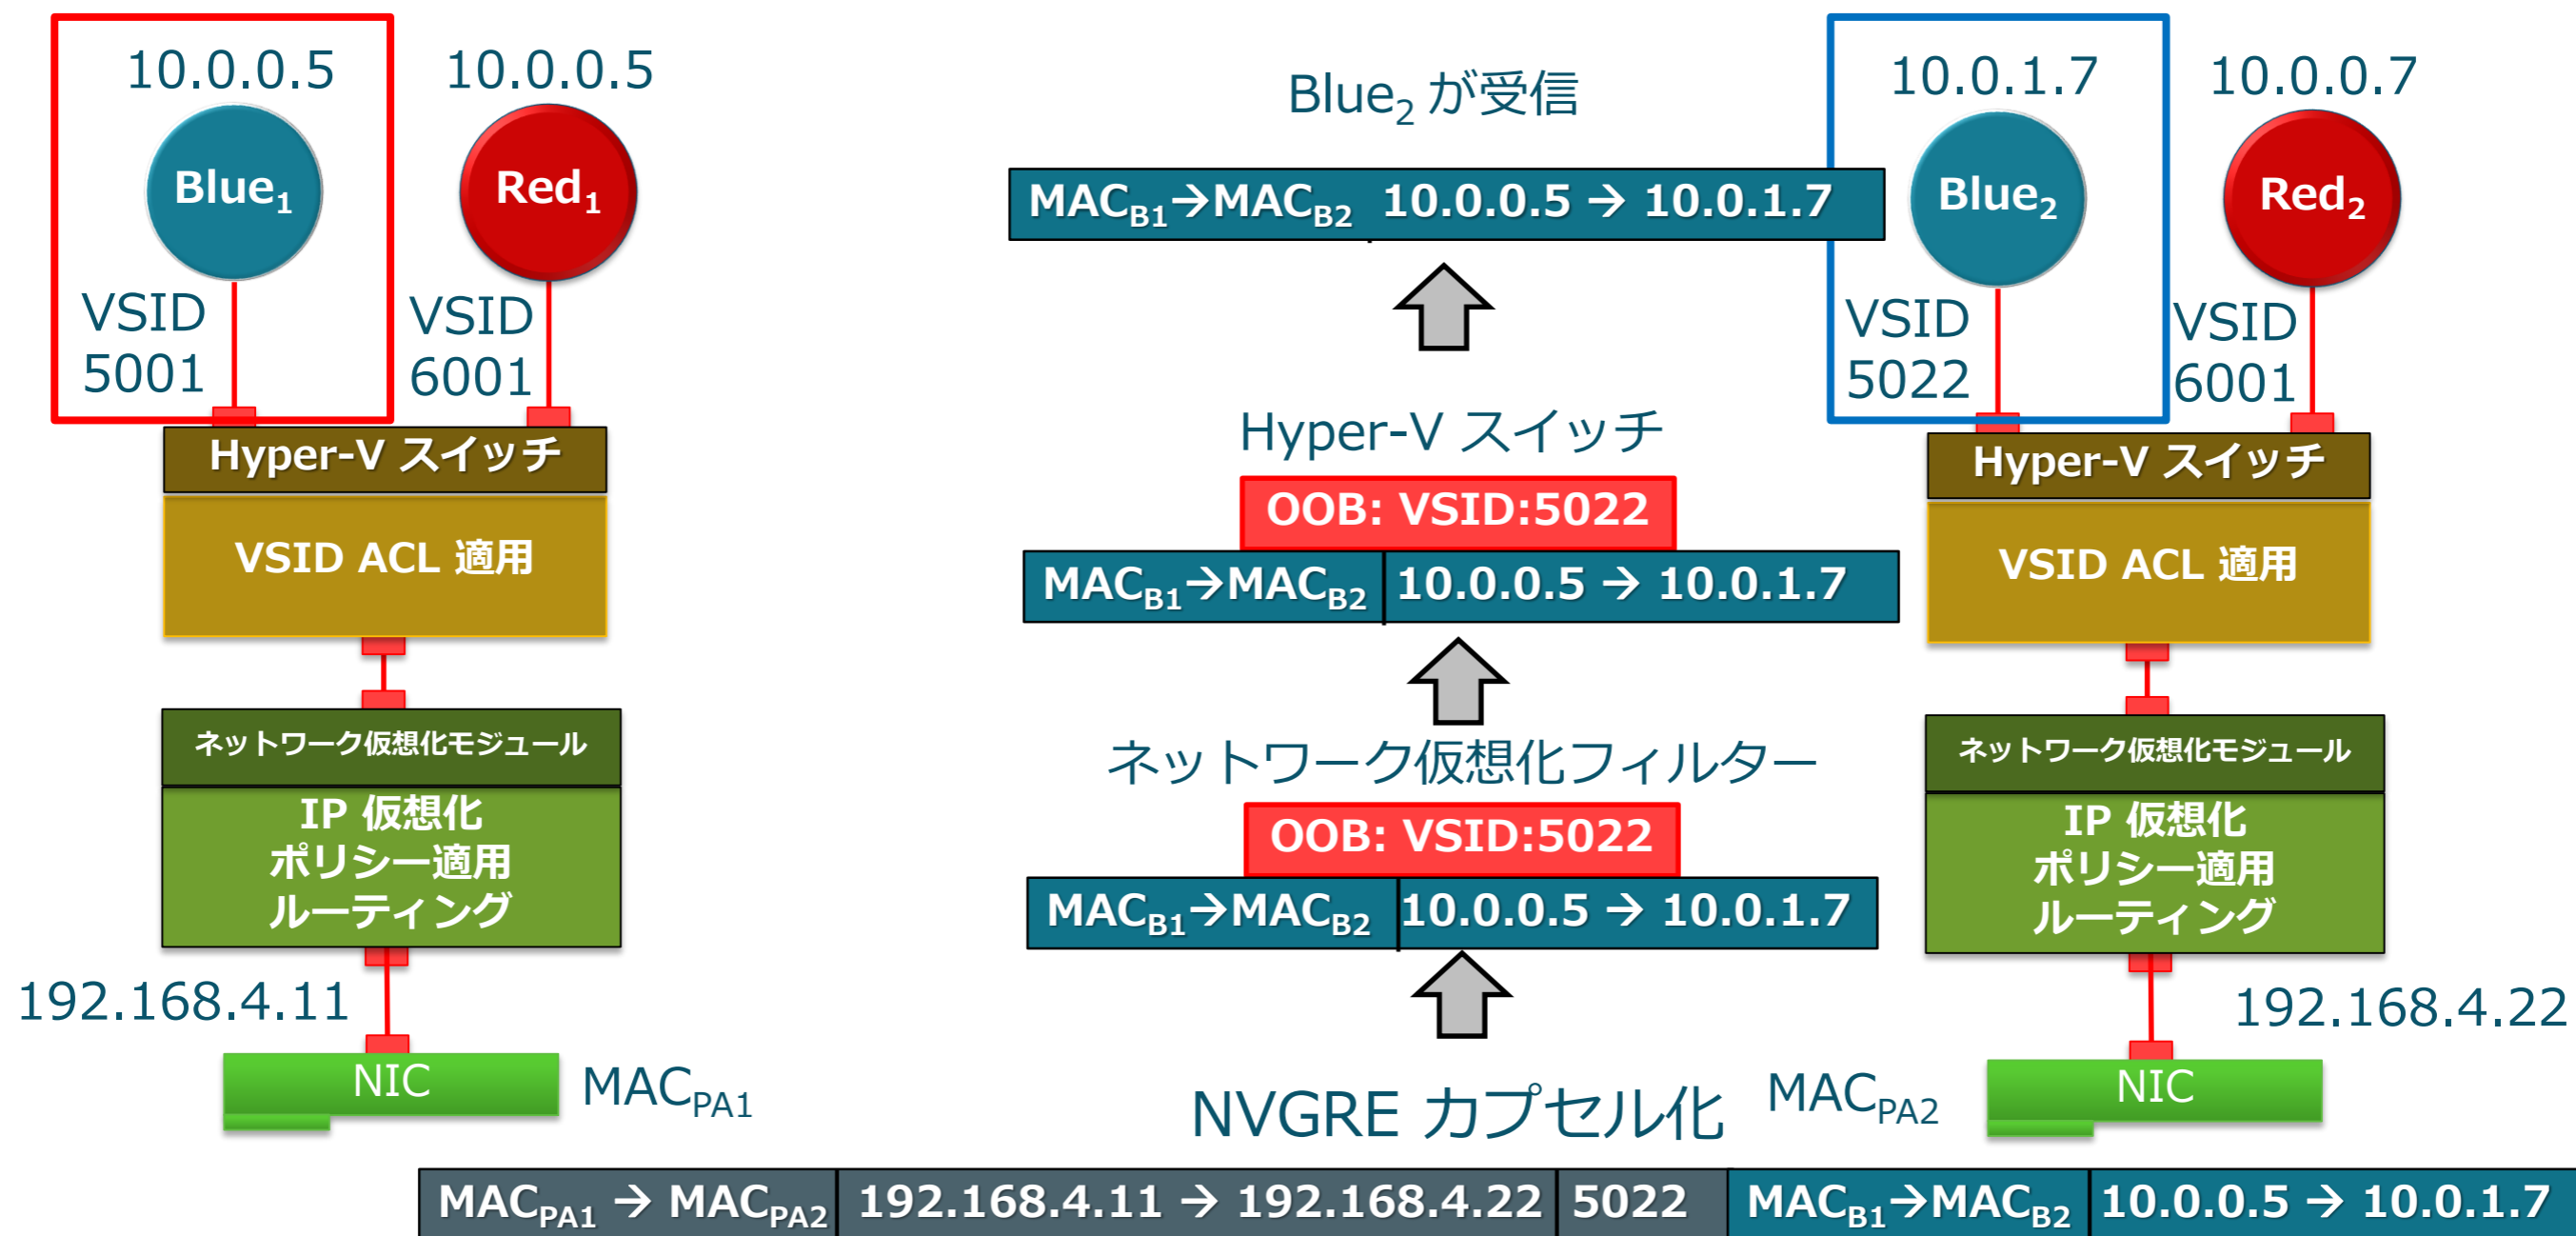 10.0.0.5
Blue1
VSID
5001
10.0.0.5
Red1
VSID
6001
Hyper-V スイッチ
VSID ACL 適用
ネットワーク仮想化モジュール
IP 仮想化
ポリシー適用
ルーティング
192.168.4.11
NIC
MACPA1
Blue2 が受信
MACB1→MACB2 10.0.0.5 → 10.0.1.7
Hyper-V スイッチ
OOB: VSID:5022
MACB1→MACB2 10.0.0.5 → 10.0.1.7
ネットワーク仮想化フィルター
OOB: VSID:5022
MACB1→MACB2 10.0.0.5 → 10.0.1.7
NVGRE カプセル化
10.0.1.7
Blue2
VSID
5022
10.0.0.7
Red2
VSID
6001
Hyper-V スイッチ
VSID ACL 適用
ネットワーク仮想化モジュール
IP 仮想化
ポリシー適用
ルーティング
192.168.4.22
MACPA2
NIC
MACPA1 → MACPA2 192.168.4.11 → 192.168.4.22 5022 MACB1→MACB2 10.0.0.5 → 10.0.1.7